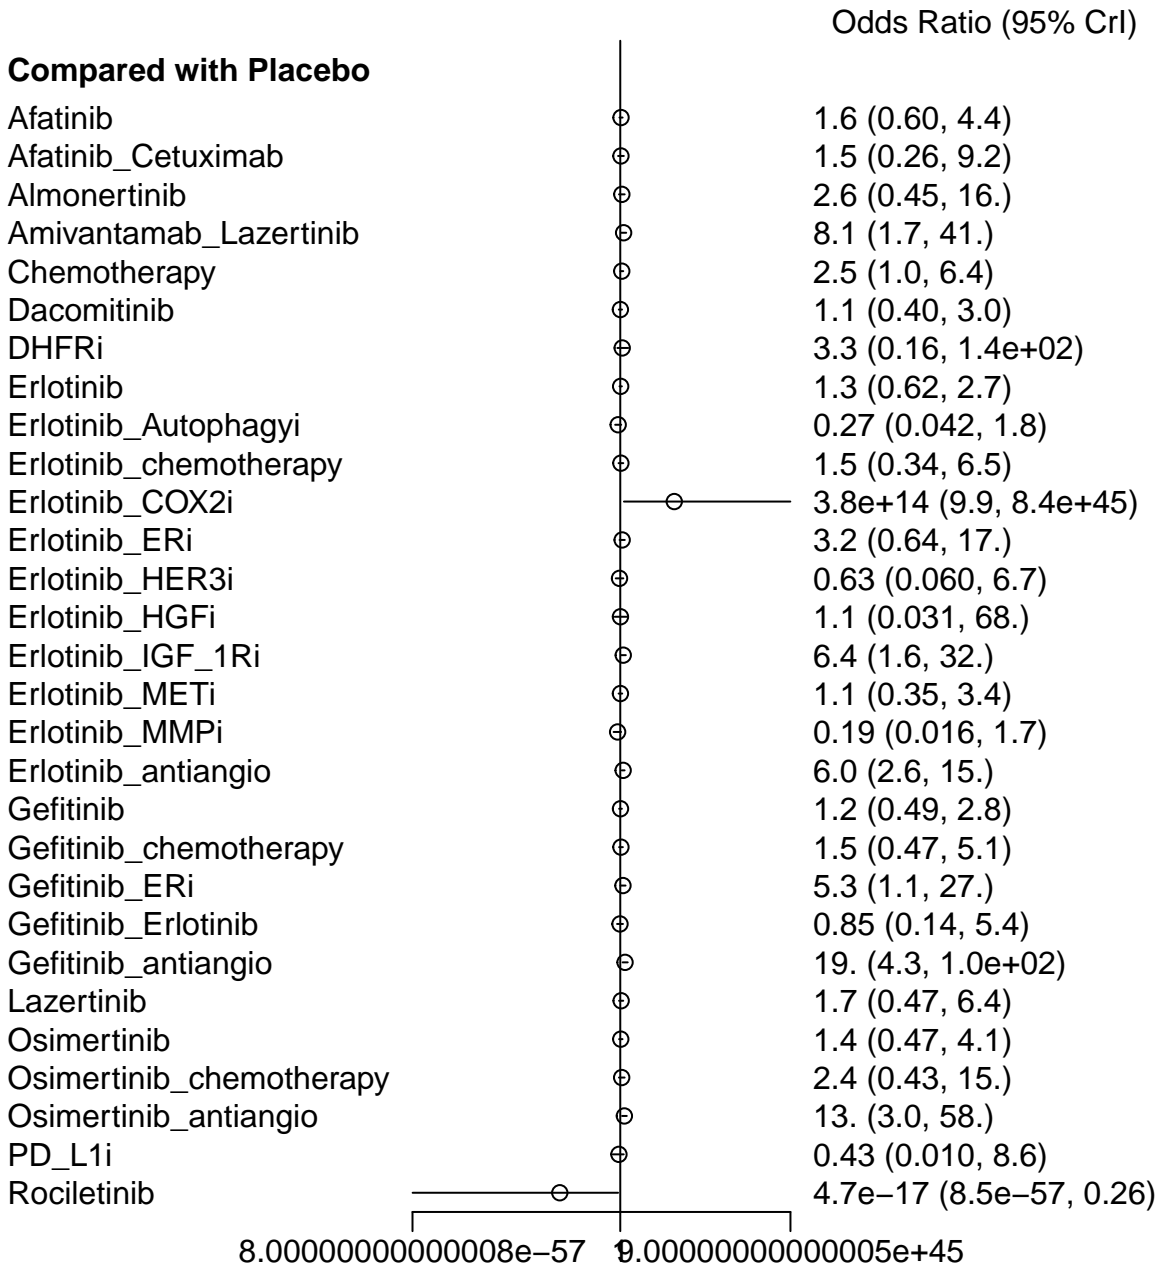 Odds Ratio (95% CrI)
Compared with Placebo
Afatinib 1.6 (0.60, 4.4)
Afatinib_Cetuximab 1.5 (0.26, 9.2)
Almonertinib 2.6 (0.45, 16.)
Amivantamab_Lazertinib 8.1 (1.7, 41.)
Chemotherapy 2.5 (1.0, 6.4)
Dacomitinib 1.1 (0.40, 3.0)
DHFRi 3.3 (0.16, 1.4e+02)
Erlotinib 1.3 (0.62, 2.7)
Erlotinib_Autophagyi 0.27 (0.042, 1.8)
Erlotinib_chemotherapy 1.5 (0.34, 6.5)
Erlotinib_COX2i 3.8e+14 (9.9, 8.4e+45)
Erlotinib_ERi 3.2 (0.64, 17.)
Erlotinib_HER3i 0.63 (0.060, 6.7)
Erlotinib_HGFi 1.1 (0.031, 68.)
Erlotinib_IGF_1Ri 6.4 (1.6, 32.)
Erlotinib_METi 1.1 (0.35, 3.4)
Erlotinib_MMPi 0.19 (0.016, 1.7)
Erlotinib_antiangio 6.0 (2.6, 15.)
Gefitinib 1.2 (0.49, 2.8)
Gefitinib_chemotherapy 1.5 (0.47, 5.1)
Gefitinib_ERi 5.3 (1.1, 27.)
Gefitinib_Erlotinib 0.85 (0.14, 5.4)
Gefitinib_antiangio 19. (4.3, 1.0e+02)
Lazertinib 1.7 (0.47, 6.4)
Osimertinib 1.4 (0.47, 4.1)
Osimertinib_chemotherapy 2.4 (0.43, 15.)
Osimertinib_antiangio 13. (3.0, 58.)
PD_L1i 0.43 (0.010, 8.6)
Rociletinib 4.7e−17 (8.5e−57, 0.26)
8.00000000000008e−57 1 9.00000000000005e+45